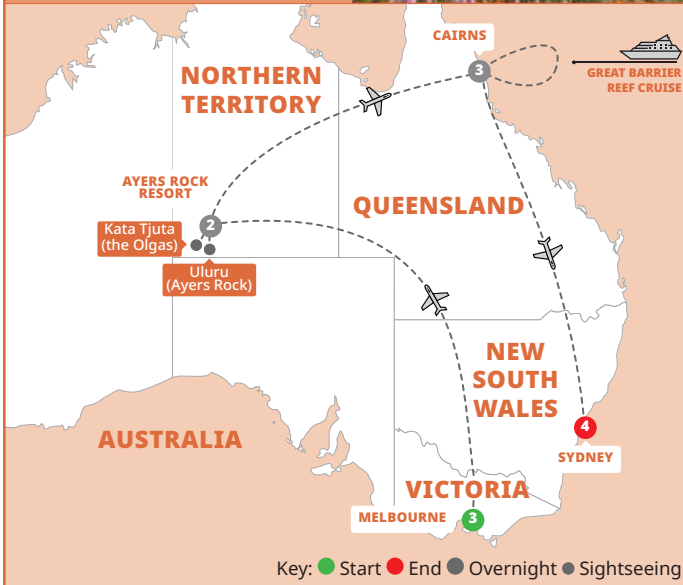 CAIRNS
3
GREAT BARRIER
REEF CRUISE
NORTHERN
TERRITORY
AYERS ROCK
RESORT
2
QUEENSLAND
Kata Tjuta
(the Olgas)
Uluru
(Ayers Rock)
NEW
SOUTH
WALES
AUSTRALIA
4
SYDNEY
VICTORIA
MELBOURNE
3
Key: Start End Overnight Sightseeing